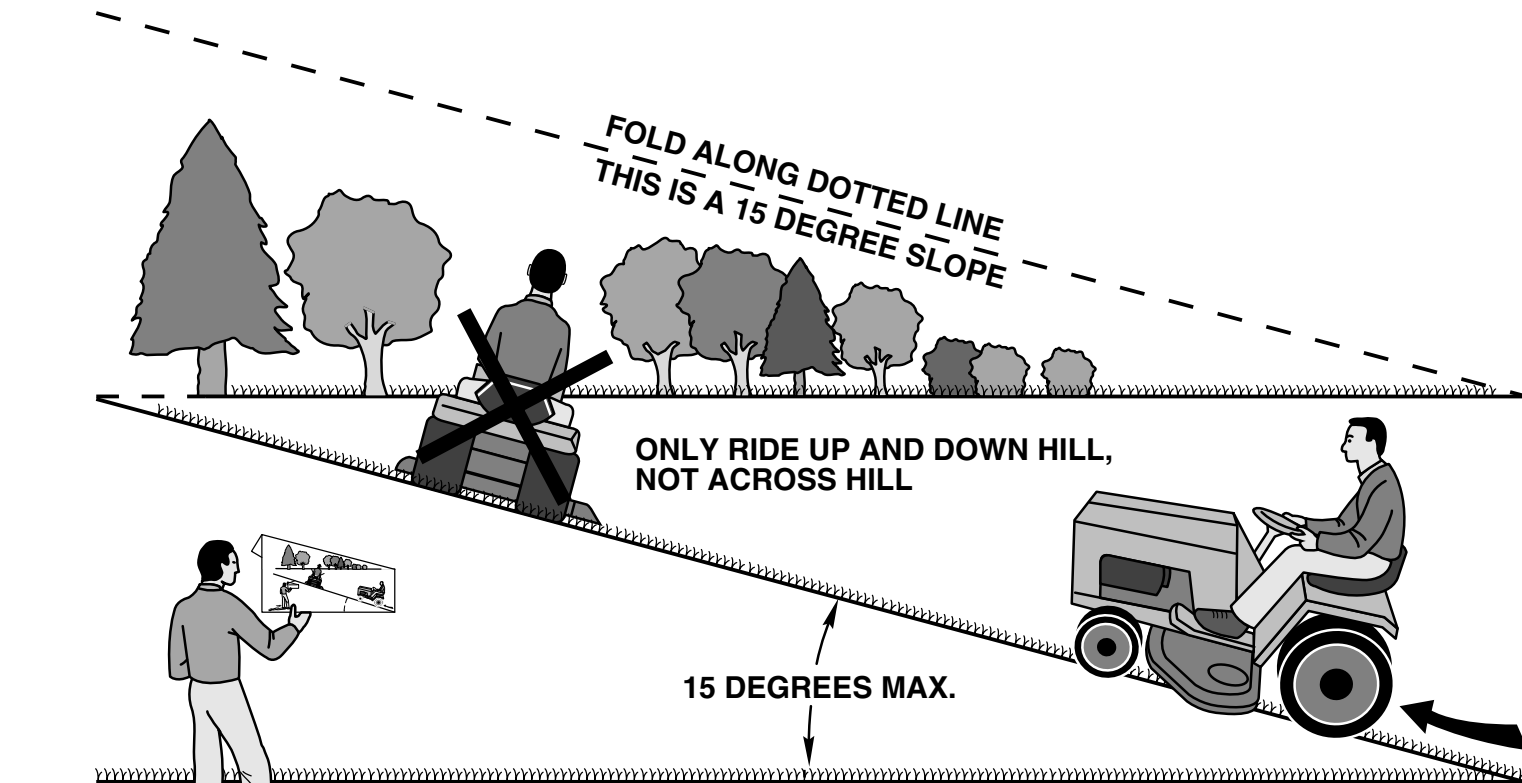 FOLD ALONG DOTTED LINE
THIS IS A 15 DEGREE SLOPE
ONLY RIDE UP AND DOWN HILL,
NOT ACROSS HILL
15 DEGREES MAX.